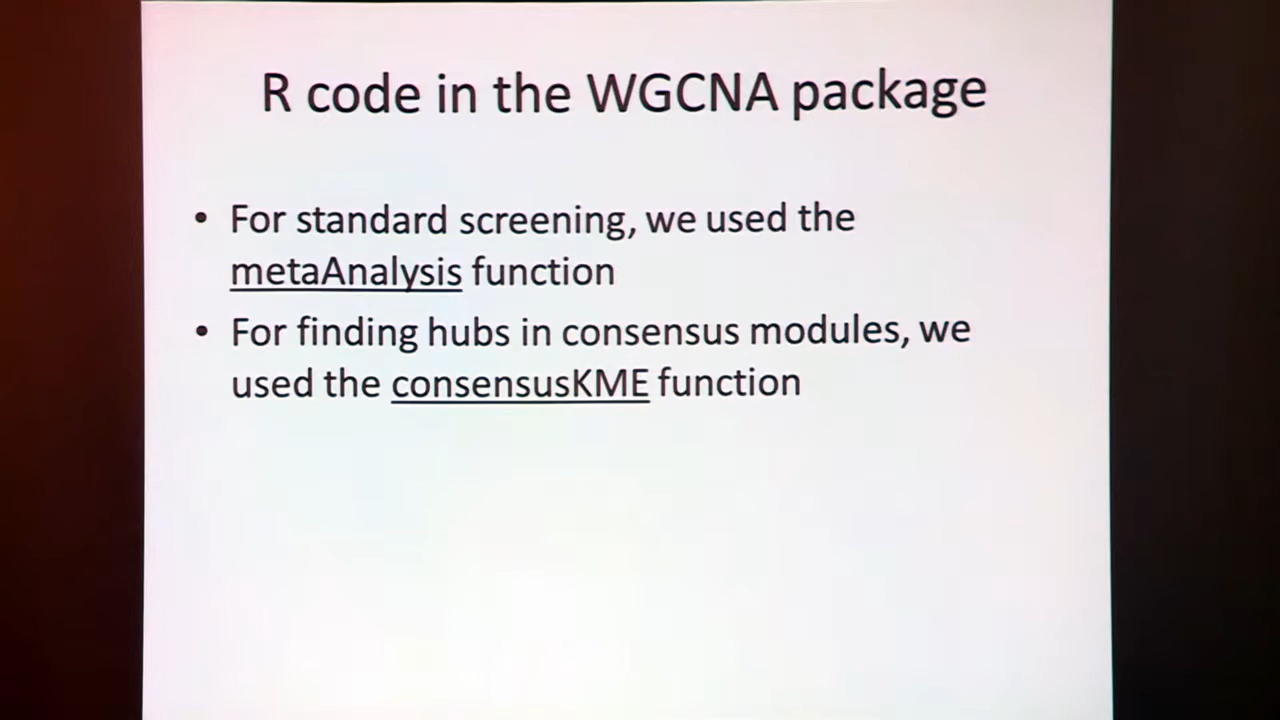 R code in the WGCNA package
• For standard screening, we used the
metaAnalysis function
• For finding hubs in consensus modules, we
used the consensusKME function